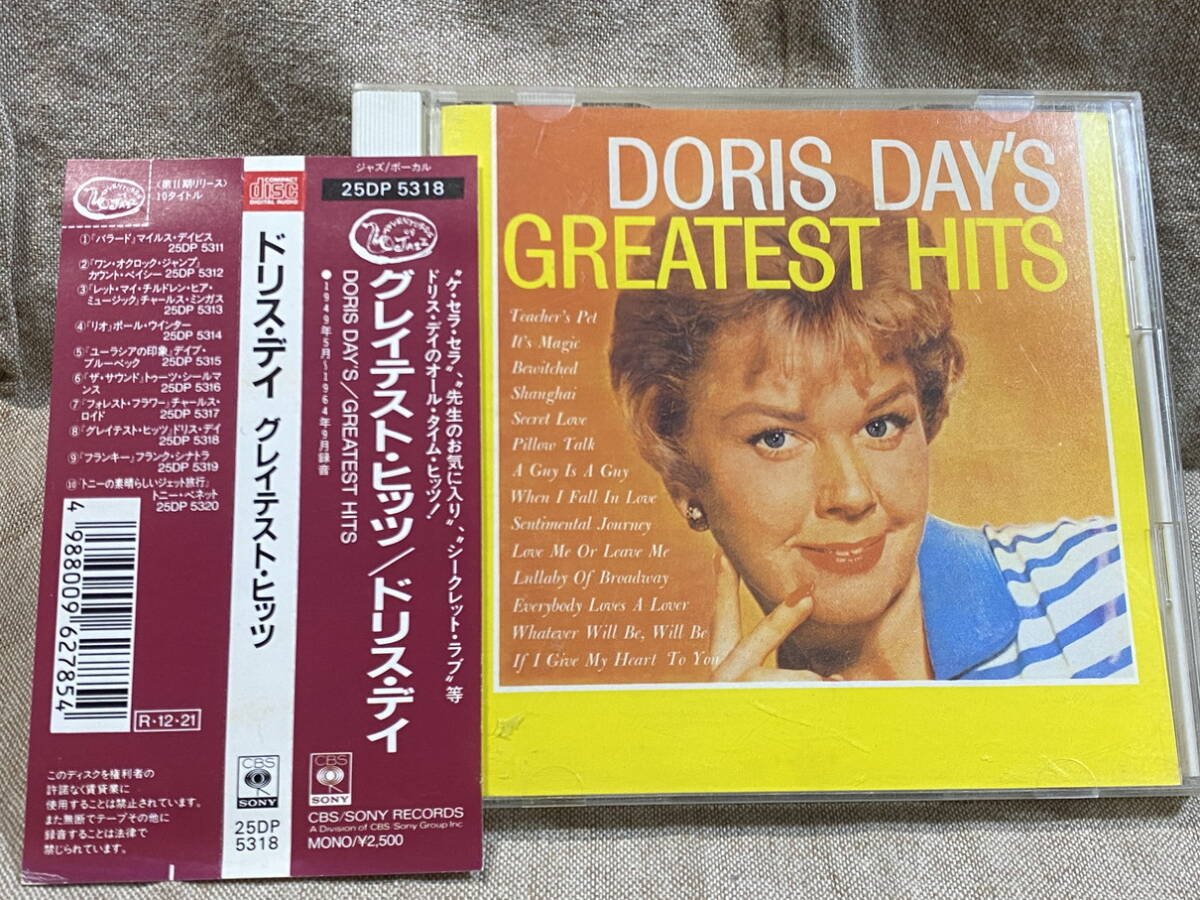 ADVENTURES OF JAZZ
〈第11期リリース〉
10タイトル
①「バラード」マイルス・デイビス
25DP 5311
②「ワン・オクロック・ジャンプ」
カウント・ベイシー 25DP 5312
③「レット・マイ・チルドレン・ヒア・
ミュージック」チャールス・ミンガス
25DP 5313
④「リオ」ポール・ウインター
25DP 5314
⑤「ユーラシアの印象」デイブ・
ブルーベック 25DP 5315
⑥「ザ・サウンド」トゥーツ・シールマ
ンス 25DP 5316
⑦「フォレスト・フラワー」チャールス・
ロイド 25DP 5317
⑧「グレイテスト・ヒッツ」ドリス・デイ
25DP 5318
⑨「フランキー」フランク・シナトラ
25DP 5319
⑩「トニーの素晴らしいジェット旅行」
トニー・ベネット
25DP 5320
4 988009 627854
R・12・21
このディスクを権利者の
許諾なく賃貸業に
使用することは禁止されています。
また無断でテープその他に
録音することは法律で
禁じられています。
COMPACT
disc
DIGITAL AUDIO
ドリス・デイ グレイテスト・ヒッツ
CBS
SONY
25DP
5318
ジャズ/ボーカル
25DP 5318
ADVENTURES OF JAZZ
〝ケ・セラ・セラ〟、〝先生のお気に入り〟、〝シークレット・ラブ〟等
ドリス・デイのオール・タイム・ヒッツ！
グレイテスト・ヒッツ/ドリス・デイ
DORIS DAY'S/GREATEST HITS
●1949年5月〜1964年9月録音
CBS
SONY
CBS/SONY RECORDS
A Division of CBS Sony Group Inc
MONO/¥2,500
DORIS DAY'S
GREATEST HITS
Teacher's Pet
It's Magic
Bewitched
Shanghai
Secret Love
Pillow Talk
A Guy Is A Guy
When I Fall In Love
Sentimental Journey
Love Me Or Leave Me
Lullaby Of Broadway
Everybody Loves A Lover
Whatever Will Be, Will Be
If I Give My Heart To You